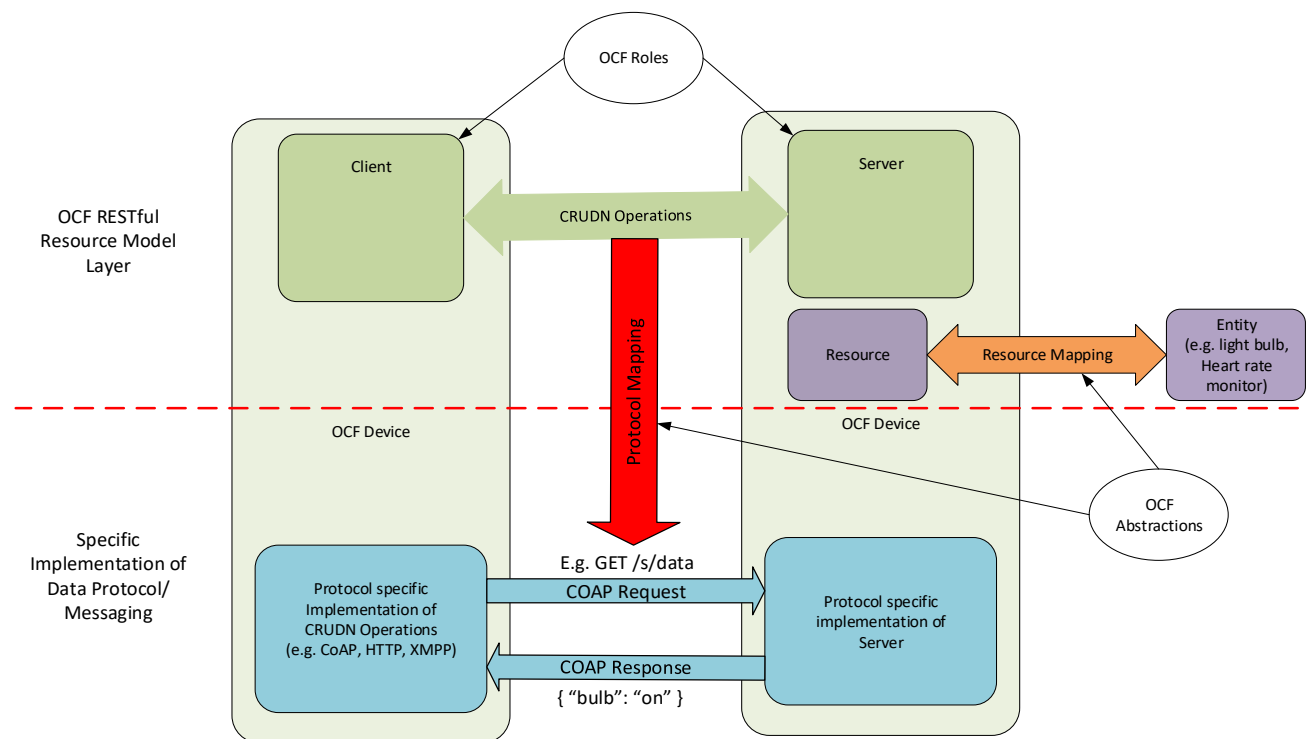 OCF Roles
Client
Server
OCF RESTful
Resource Model
Layer
CRUDN Operations
Protocol Mapping
Resource
Resource Mapping
Entity
(e.g. light bulb,
Heart rate
monitor)
OCF Device
OCF Device
OCF
Abstractions
Specific
Implementation of
Data Protocol/
Messaging
E.g. GET /s/data
COAP Request
Protocol specific
Implementation of
CRUDN Operations
(e.g. CoAP, HTTP, XMPP)
Protocol specific
implementation of
Server
COAP Response
{ “bulb”: “on” }